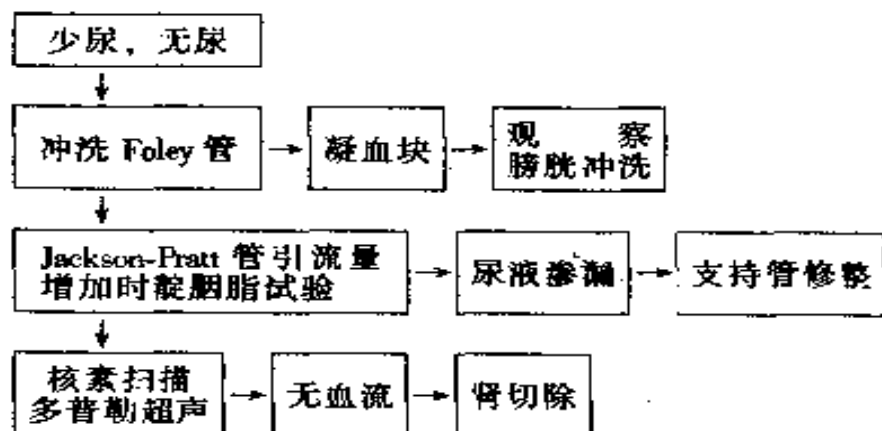 少尿，无尿
冲洗 Foley 管
凝血块
观 察
膀胱冲洗
Jackson-Pratt 管引流量
增加时靛胭脂试验
尿液渗漏
支持管修整
核素扫描
多普勒超声
无血流
肾切除